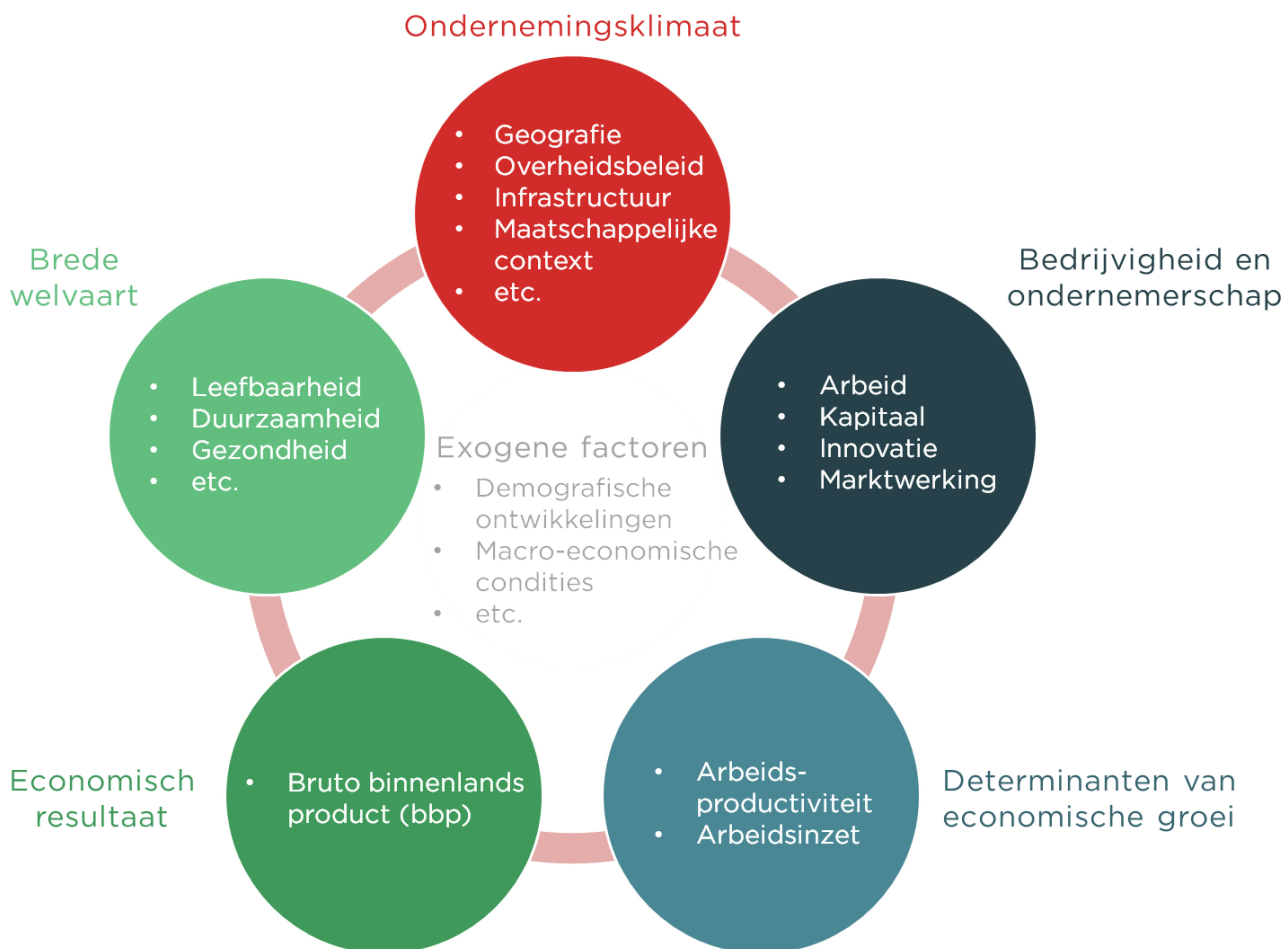 Ondernemingsklimaat
• Geografie
• Overheidsbeleid
• Infrastructuur
• Maatschappelijke
context
• etc.
Bedrijvigheid en
ondernemerschap
• Arbeid
• Kapitaal
• Innovatie
• Marktwerking
Determinanten van
economische groei
• Arbeids-
productiviteit
• Arbeidsinzet
Economisch
resultaat
• Bruto binnenlands
product (bbp)
Brede
welvaart
• Leefbaarheid
• Duurzaamheid
• Gezondheid
• etc.
Exogene factoren
• Demografische
ontwikkelingen
• Macro-economische
condities
• etc.